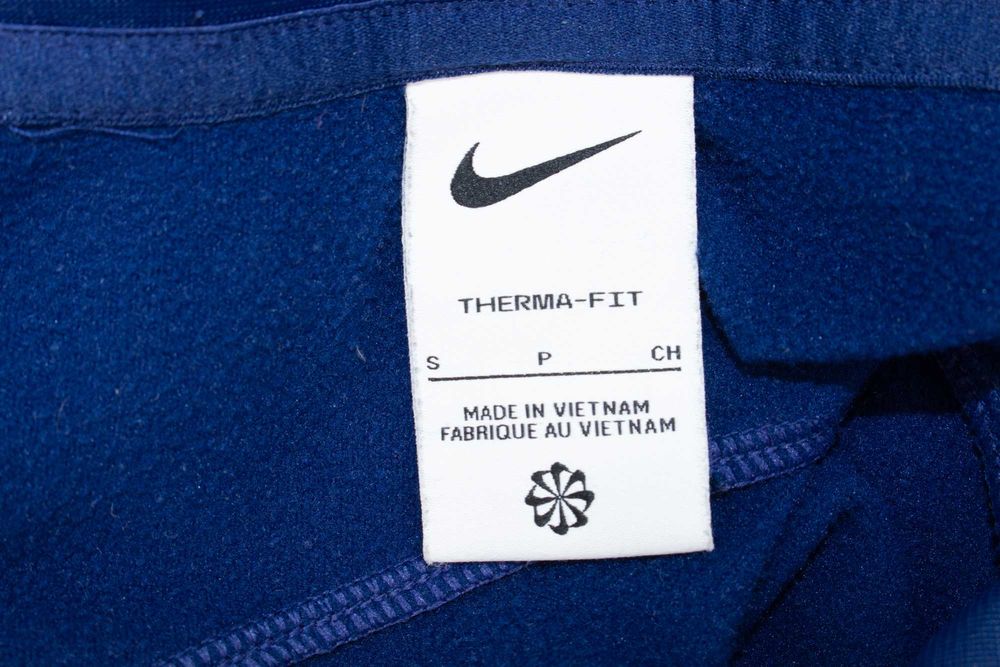 THERMA-FIT
S P CH
MADE IN VIETNAM
FABRIQUE AU VIETNAM